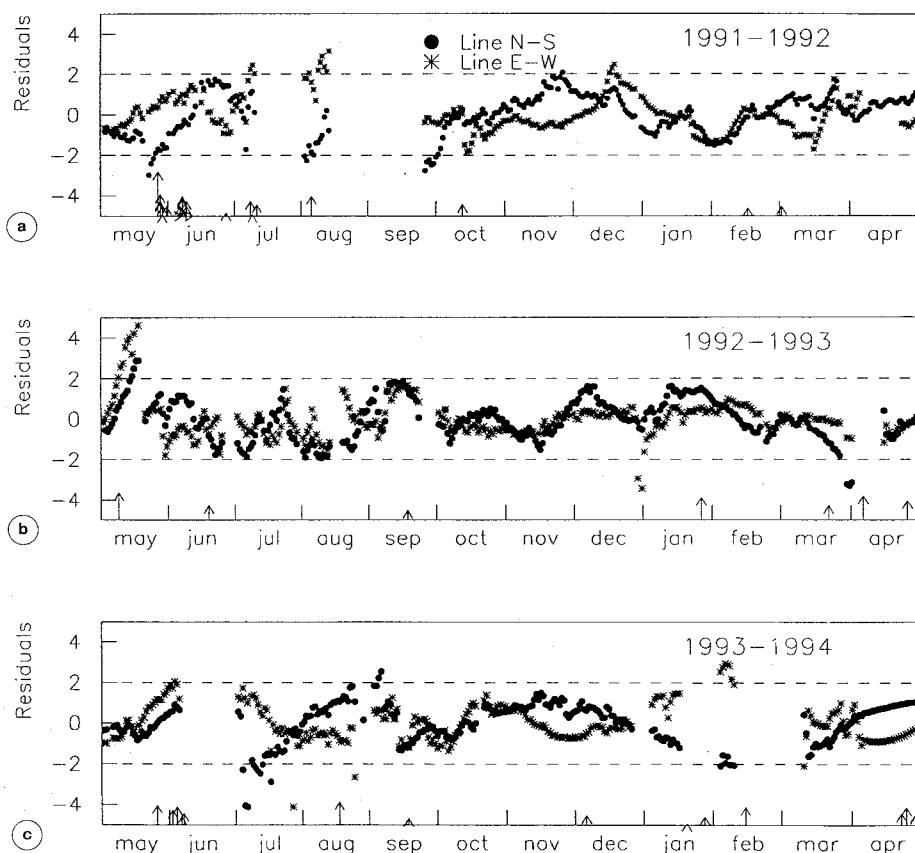 4
2
0
−2
−4
Residuals
● Line N−S
✳ Line E−W
1991−1992
a
may jun jul aug sep oct nov dec jan feb mar apr
4
2
0
−2
−4
Residuals
1992−1993
b
may jun jul aug sep oct nov dec jan feb mar apr
4
2
0
−2
−4
Residuals
1993−1994
c
may jun jul aug sep oct nov dec jan feb mar apr